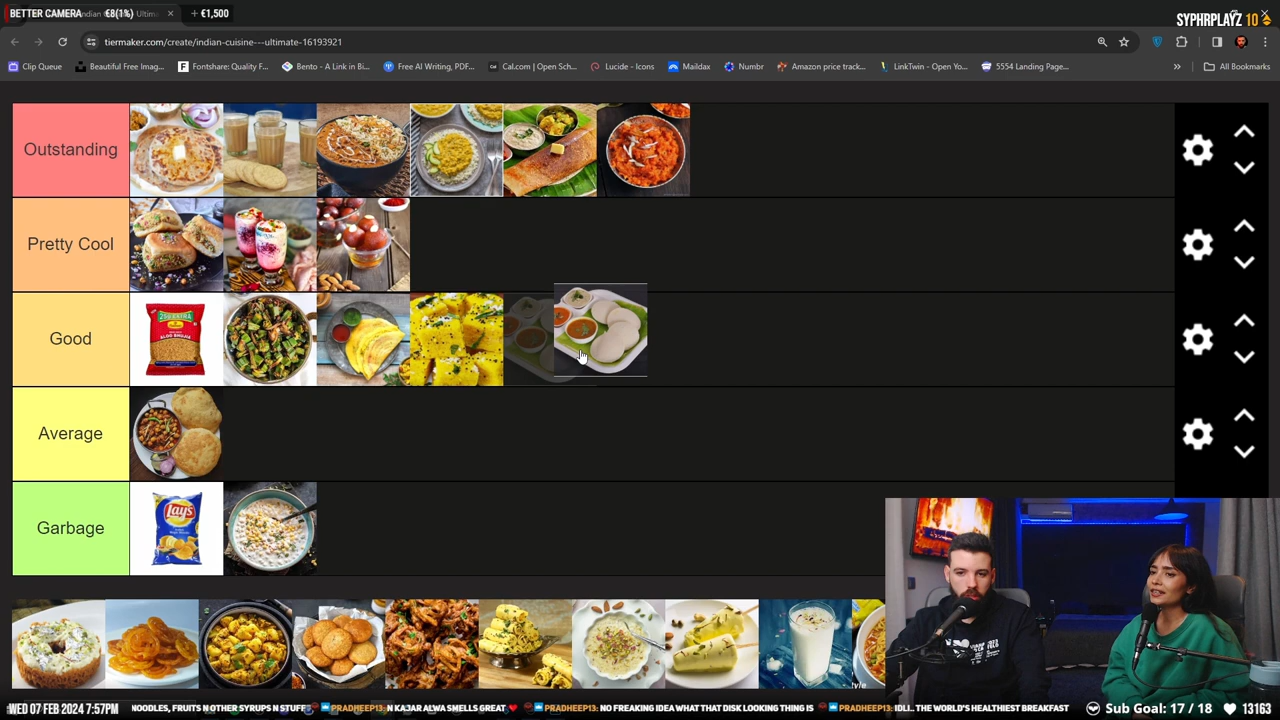 BETTER CAMERA €8(1%) + €1,500
SYPHRPLAYZ 10
tiermaker.com/create/indian-cuisine---ultimate-16193921
Clip Queue Beautiful Free Imag... Fontshare: Quality F... Bento - A Link in Bi... Free AI Writing, PDF... Cal.com | Open Sch... Lucide - Icons Maildax Numbr Amazon price track... LinkTwin - Open Yo... 5554 Landing Page... » All Bookmarks
Outstanding
Pretty Cool
Good
Average
Garbage
Lay's
WED 07 FEB 2024 7:57PM NOODLES, FRUITS N OTHER SYRUPS N STUFF PRADHEEP13: N KAJAR ALWA SMELLS GREAT PRADHEEP13: NO FREAKING IDEA WHAT THAT DISK LOOKING THING IS PRADHEEP13: IDLI.. THE WORLD'S HEALTHIEST BREAKFAST Sub Goal: 17 / 18 13163